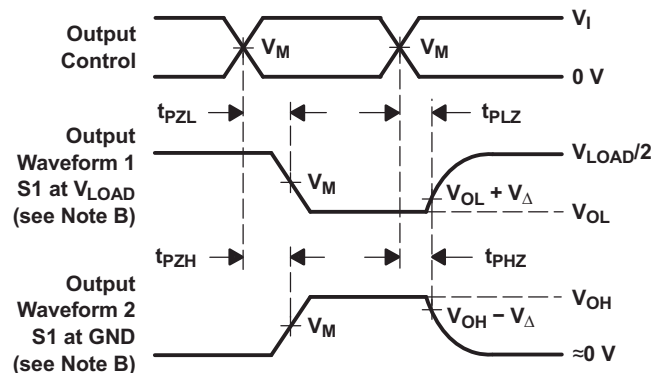 Output
Control
V_M
V_M
V_I
0 V
t_PZL
t_PLZ
Output
Waveform 1
S1 at V_LOAD
(see Note B)
V_M
V_LOAD/2
V_OL + V_Δ
V_OL
t_PZH
t_PHZ
Output
Waveform 2
S1 at GND
(see Note B)
V_M
V_OH
V_OH − V_Δ
≈0 V